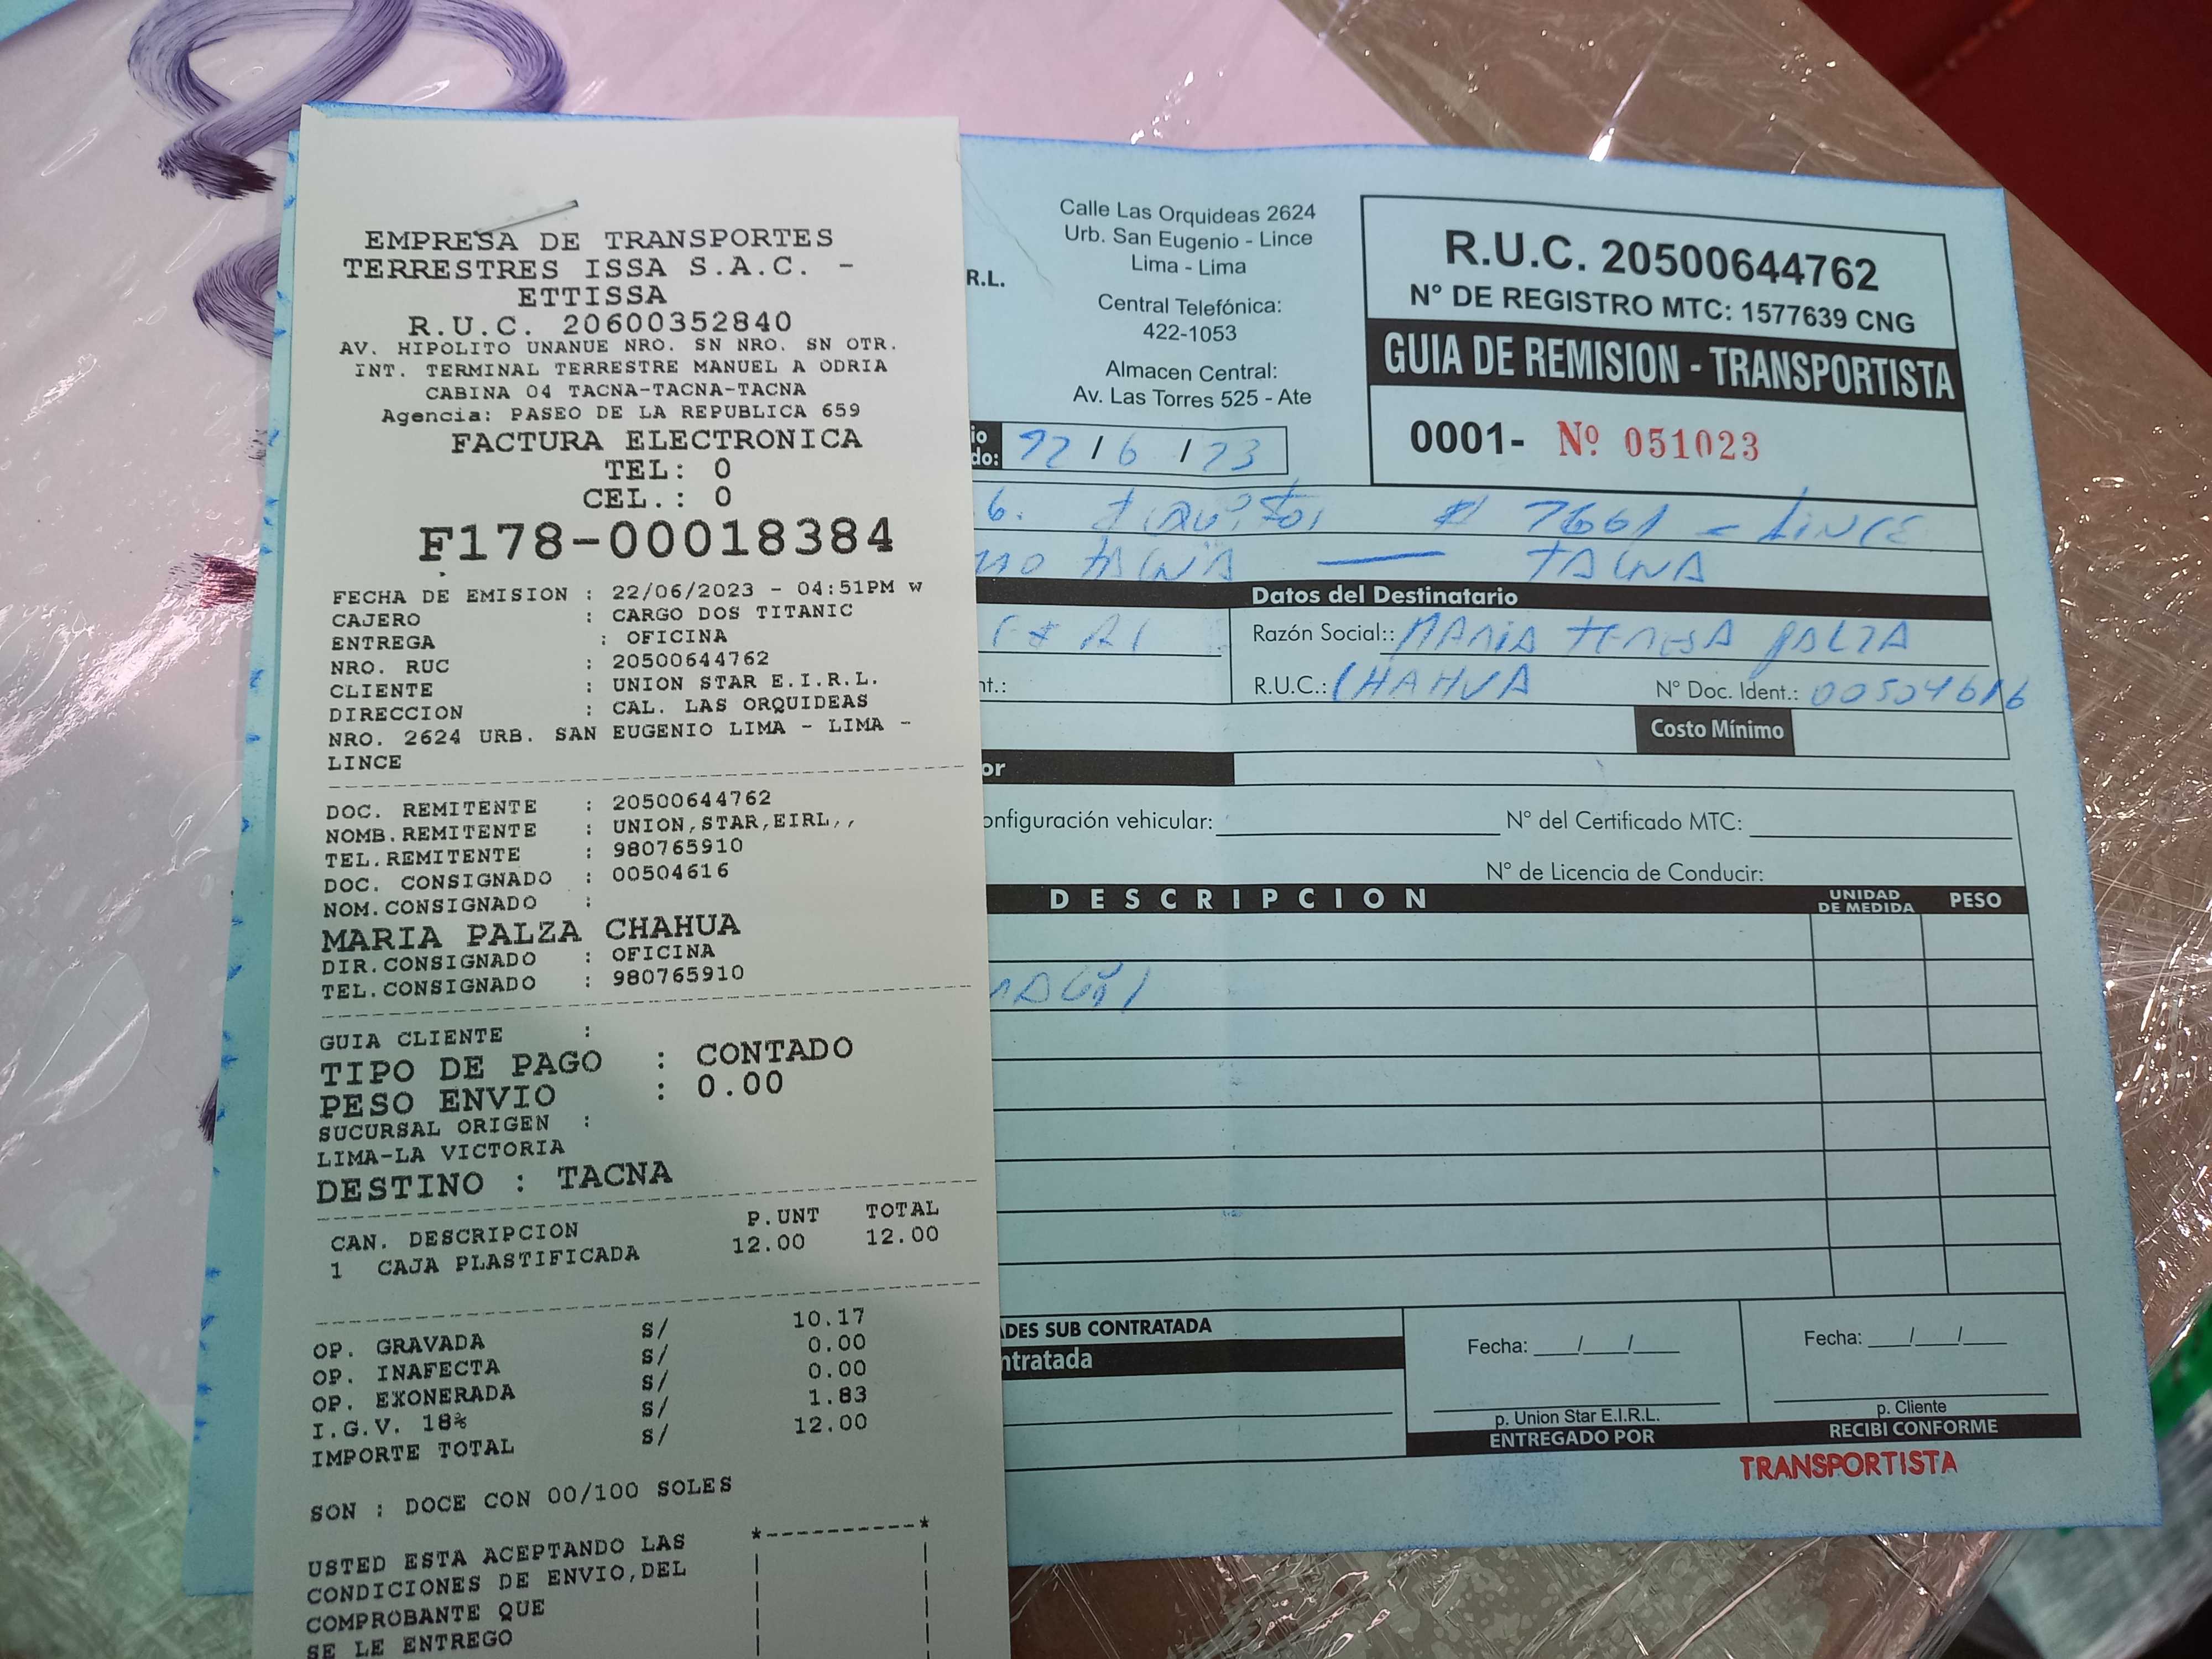 EMPRESA DE TRANSPORTES
TERRESTRES ISSA S.A.C. -
ETTISSA
R.U.C. 20600352840
AV. HIPOLITO UNANUE NRO. SN NRO. SN OTR.
INT. TERMINAL TERRESTRE MANUEL A ODRIA
CABINA 04 TACNA-TACNA-TACNA
Agencia: PASEO DE LA REPUBLICA 659
FACTURA ELECTRONICA
TEL: 0
CEL.: 0
F178-00018384
FECHA DE EMISION : 22/06/2023 - 04:51PM w
CAJERO : CARGO DOS TITANIC
ENTREGA : OFICINA
NRO. RUC : 20500644762
CLIENTE : UNION STAR E.I.R.L.
DIRECCION : CAL. LAS ORQUIDEAS
NRO. 2624 URB. SAN EUGENIO LIMA - LIMA -
LINCE
DOC. REMITENTE : 20500644762
NOMB.REMITENTE : UNION,STAR,EIRL,,
TEL.REMITENTE : 980765910
DOC. CONSIGNADO : 00504616
NOM.CONSIGNADO :
MARIA PALZA CHAHUA
DIR.CONSIGNADO : OFICINA
TEL.CONSIGNADO : 980765910
GUIA CLIENTE :
TIPO DE PAGO : CONTADO
PESO ENVIO : 0.00
SUCURSAL ORIGEN :
LIMA-LA VICTORIA
DESTINO : TACNA
CAN. DESCRIPCION P.UNT TOTAL
1 CAJA PLASTIFICADA 12.00 12.00
OP. GRAVADA S/ 10.17
OP. INAFECTA S/ 0.00
OP. EXONERADA S/ 0.00
I.G.V. 18% S/ 1.83
IMPORTE TOTAL S/ 12.00
SON : DOCE CON 00/100 SOLES
USTED ESTA ACEPTANDO LAS
CONDICIONES DE ENVIO,DEL
COMPROBANTE QUE
SE LE ENTREGO
R.L.
Calle Las Orquideas 2624
Urb. San Eugenio - Lince
Lima - Lima
Central Telefónica:
422-1053
Almacen Central:
Av. Las Torres 525 - Ate
R.U.C. 20500644762
N° DE REGISTRO MTC: 1577639 CNG
GUIA DE REMISION - TRANSPORTISTA
0001- Nº 051023
io
do: 22 / 6 / 23
LINCE
TACNA — TACNA
Datos del Destinatario
Razón Social:: MARIA TERESA PALZA
nt.: R.U.C.: CHAHUA N° Doc. Ident.: 00504616
Costo Mínimo
or
onfiguración vehicular: N° del Certificado MTC:
N° de Licencia de Conducir:
DESCRIPCION UNIDAD DE MEDIDA PESO
ADES SUB CONTRATADA
ntratada
Fecha: / / Fecha: / /
p. Union Star E.I.R.L. p. Cliente
ENTREGADO POR RECIBI CONFORME
TRANSPORTISTA